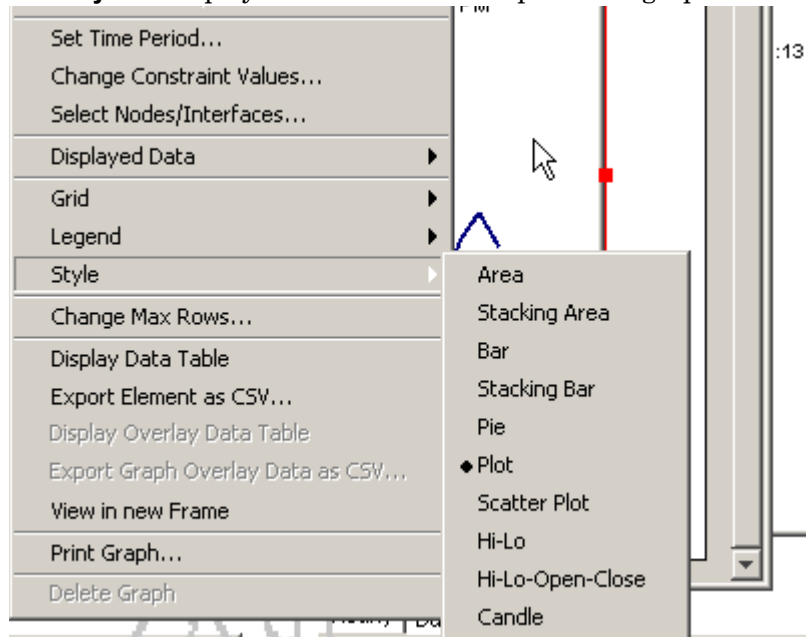 :13
Set Time Period...
Change Constraint Values...
Select Nodes/Interfaces...
Displayed Data
Grid
Legend
Style
Change Max Rows...
Display Data Table
Export Element as CSV...
Display Overlay Data Table
Export Graph Overlay Data as CSV...
View in new Frame
Print Graph...
Delete Graph
Area
Stacking Area
Bar
Stacking Bar
Pie
Plot
Scatter Plot
Hi-Lo
Hi-Lo-Open-Close
Candle